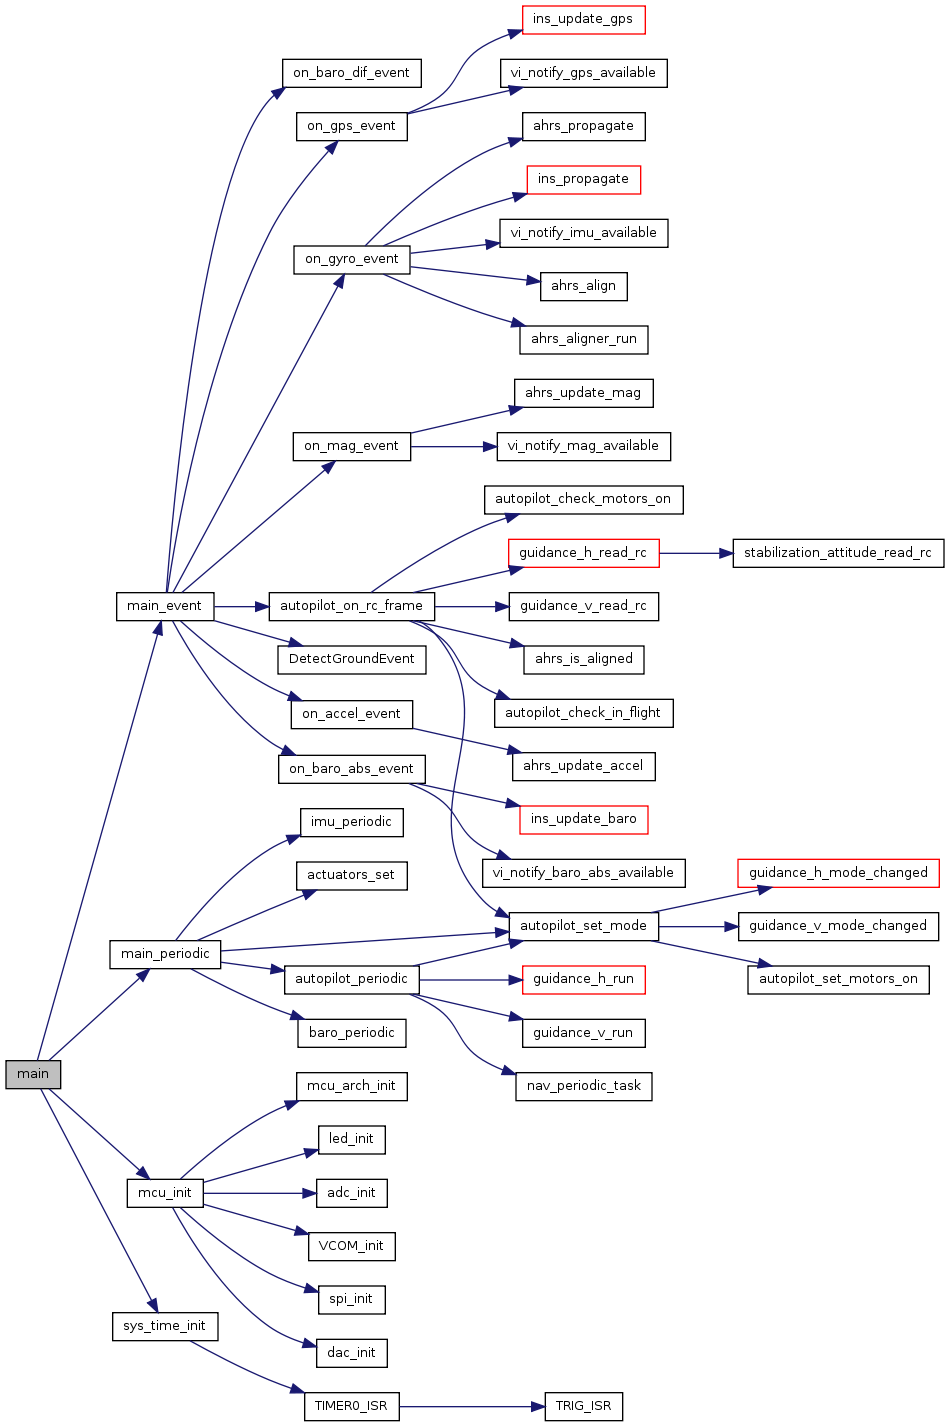 ins_update_gps
on_baro_dif_event
vi_notify_gps_available
on_gps_event
ahrs_propagate
ins_propagate
vi_notify_imu_available
on_gyro_event
ahrs_align
ahrs_aligner_run
ahrs_update_mag
on_mag_event
vi_notify_mag_available
autopilot_check_motors_on
guidance_h_read_rc
stabilization_attitude_read_rc
main_event
autopilot_on_rc_frame
guidance_v_read_rc
DetectGroundEvent
ahrs_is_aligned
on_accel_event
autopilot_check_in_flight
on_baro_abs_event
ahrs_update_accel
imu_periodic
ins_update_baro
actuators_set
vi_notify_baro_abs_available
guidance_h_mode_changed
main_periodic
autopilot_set_mode
guidance_v_mode_changed
autopilot_periodic
guidance_h_run
autopilot_set_motors_on
baro_periodic
guidance_v_run
main
mcu_arch_init
nav_periodic_task
led_init
mcu_init
adc_init
VCOM_init
spi_init
sys_time_init
dac_init
TIMER0_ISR
TRIG_ISR